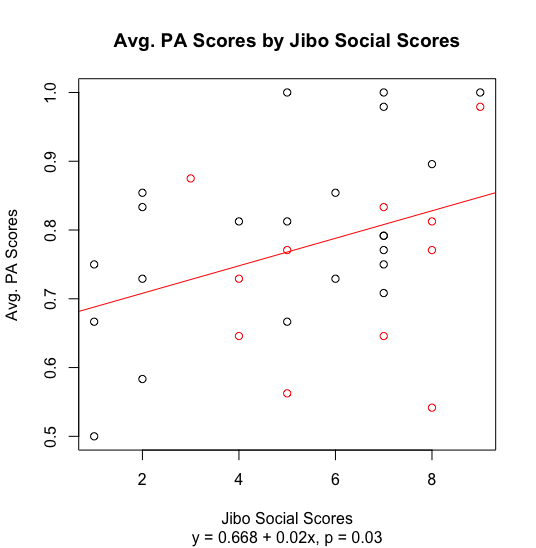 Avg. PA Scores by Jibo Social Scores
Avg. PA Scores
1.0
0.9
0.8
0.7
0.6
0.5
2 4 6 8
Jibo Social Scores
y = 0.668 + 0.02x, p = 0.03